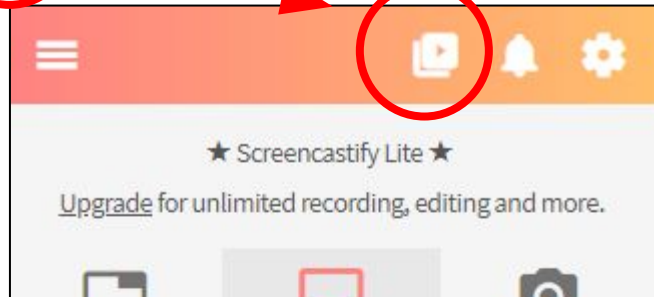 ★ Screencastify Lite ★
Upgrade for unlimited recording, editing and more.